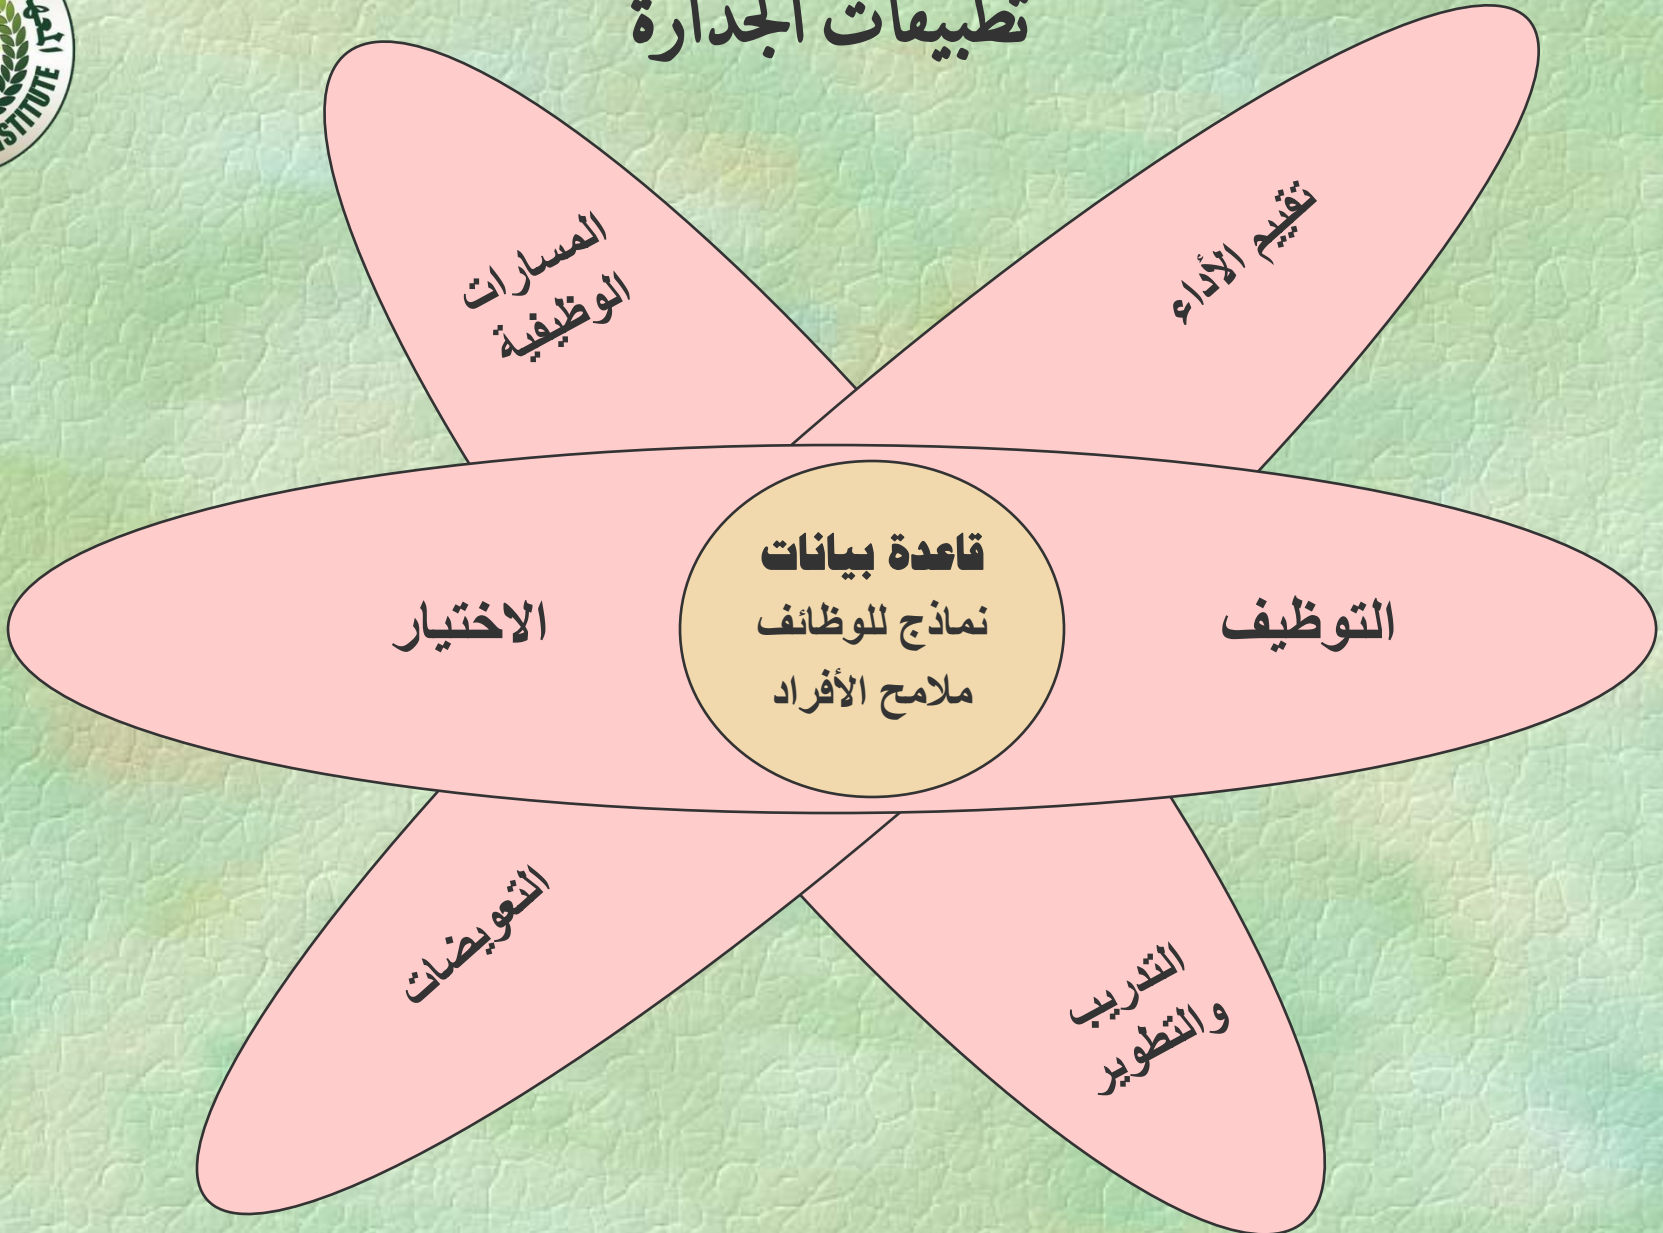 تطبيقات الجدارة
تقييم الأداء
المسارات
الوظيفية
التوظيف
قاعدة بيانات
نماذج للوظائف
ملامح الأفراد
الاختيار
التدريب
والتطوير
التعويضات